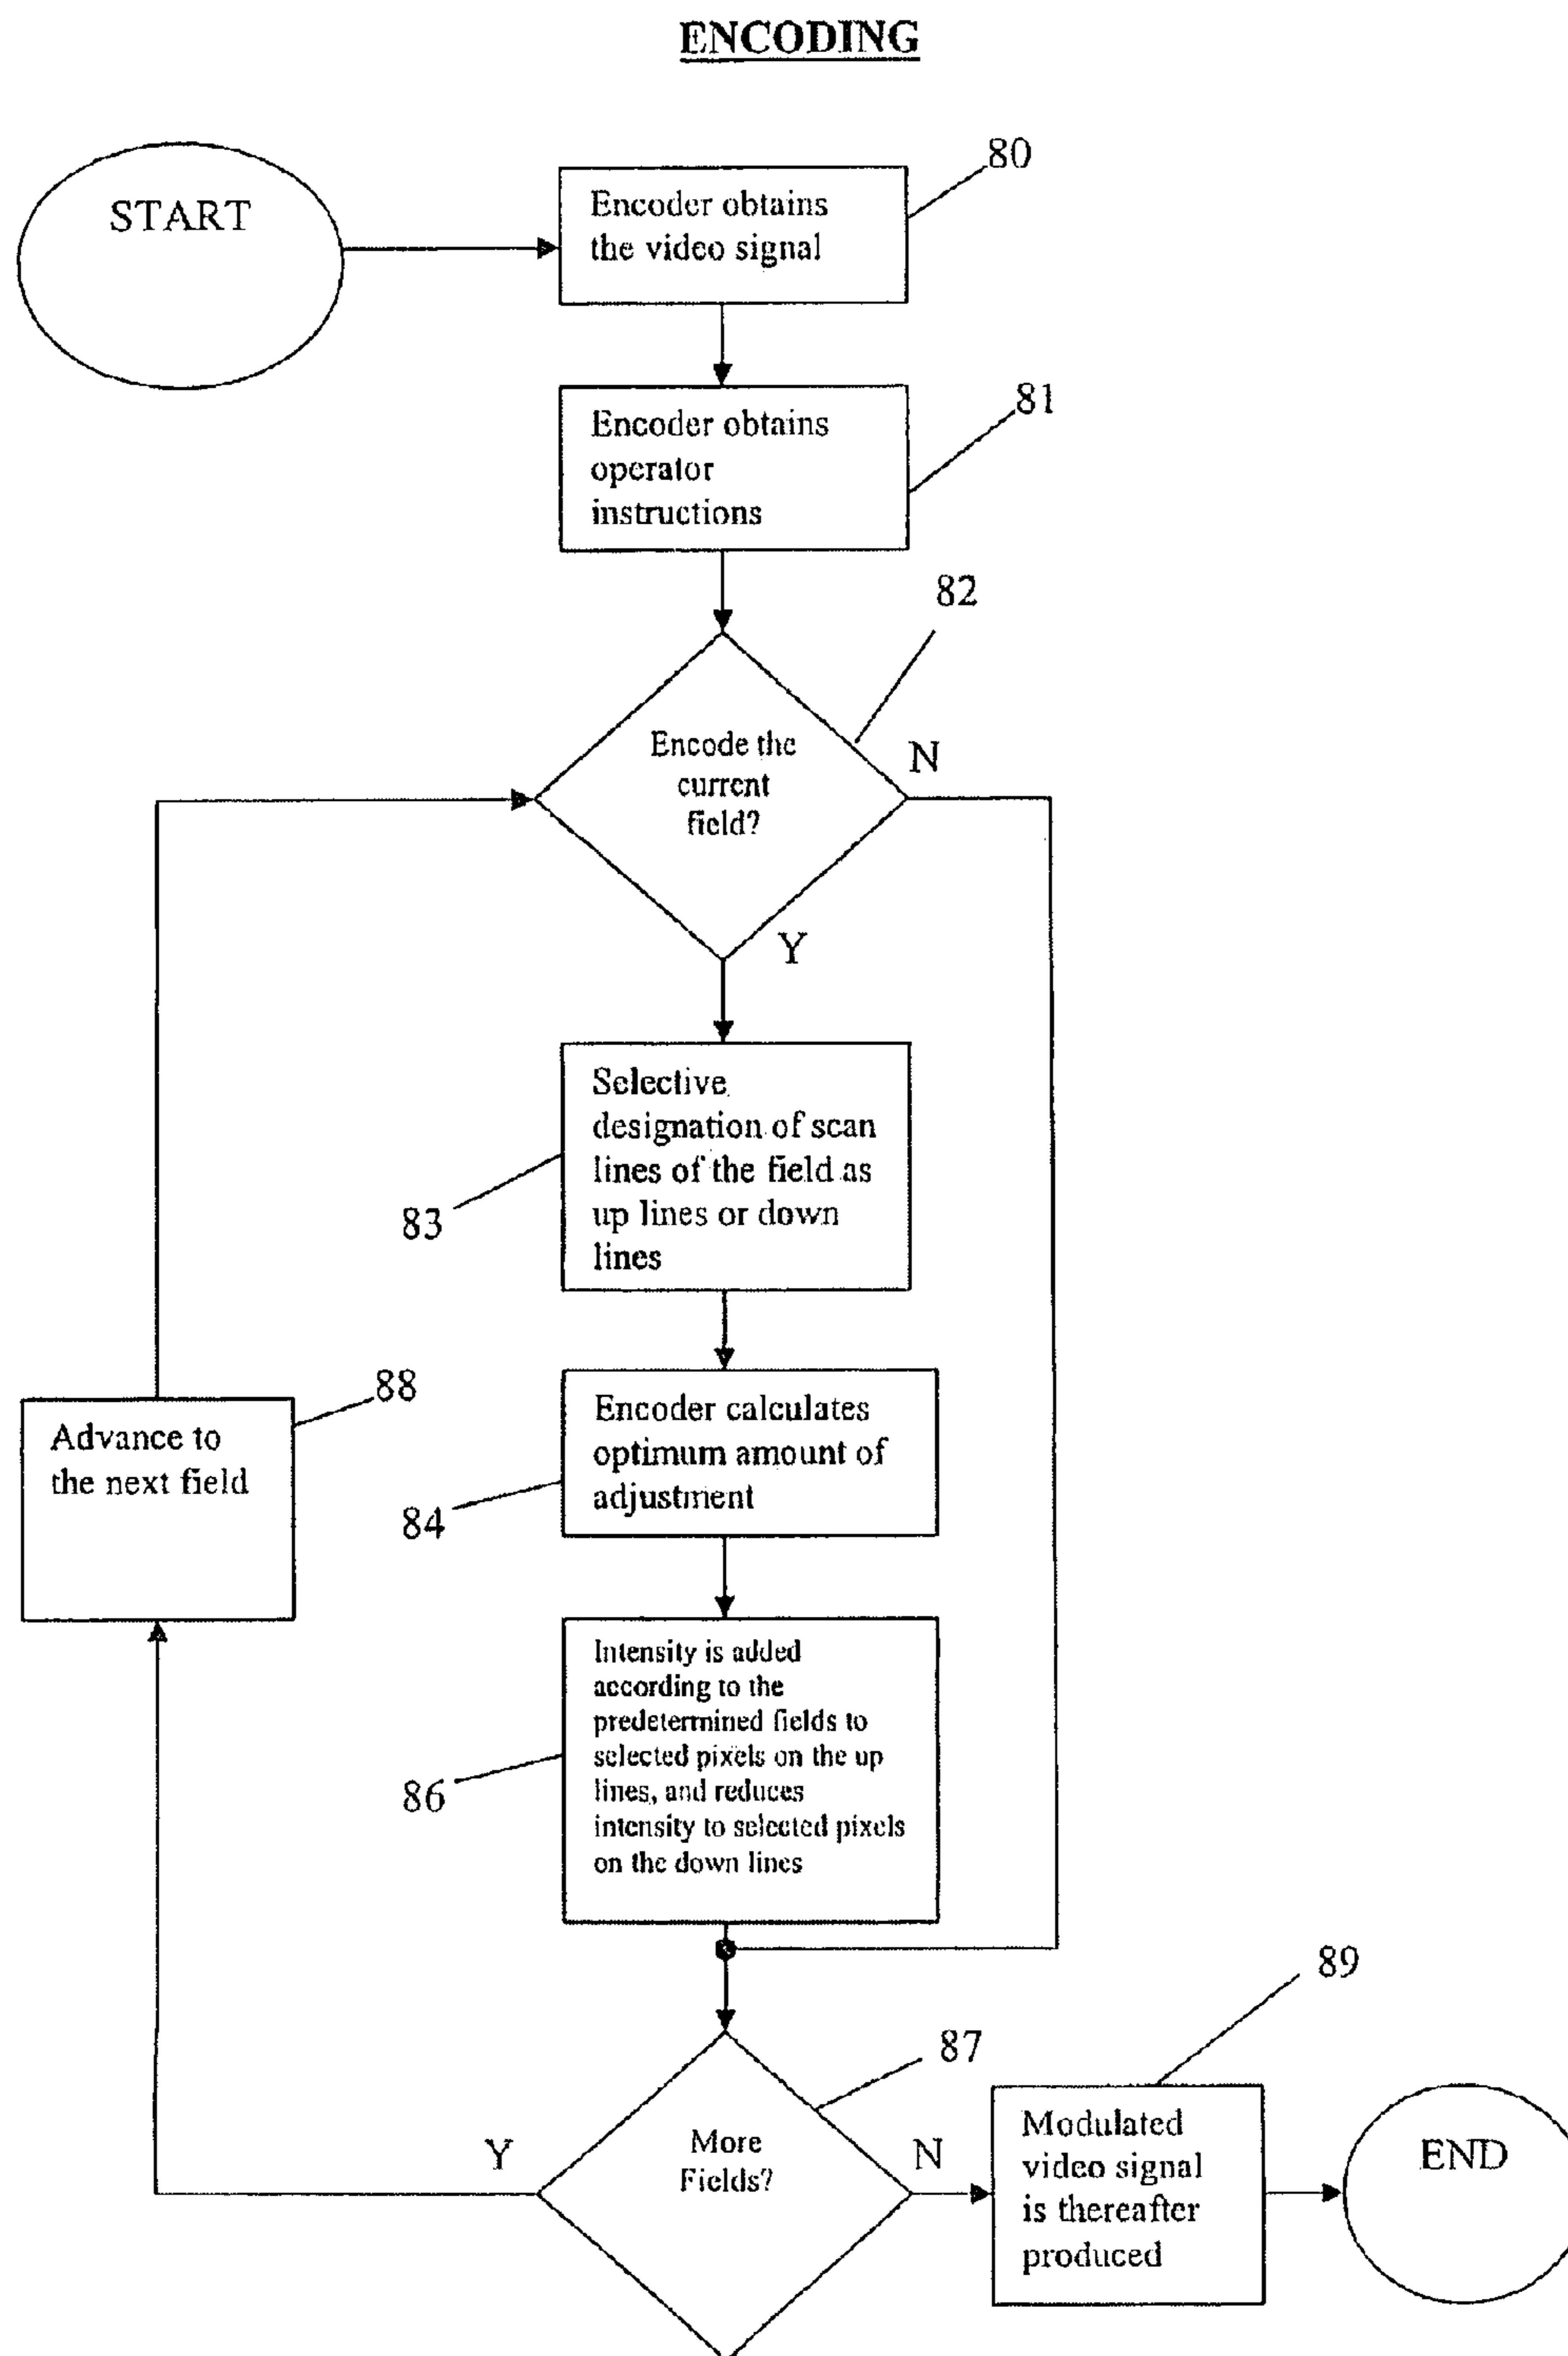 ENCODING
START
80
Encoder obtains
the video signal
81
Encoder obtains
operator
instructions
82
Encode the
current
field?
N
Y
Selective
designation of scan
lines of the field as
up lines or down
lines
83
88
Advance to
the next field
Encoder calculates
optimum amount of
adjustment
84
Intensity is added
according to the
predetermined fields to
selected pixels on the up
lines, and reduces
intensity to selected pixels
on the down lines
86
89
87
More
Fields?
Y
N
Modulated
video signal
is thereafter
produced
END